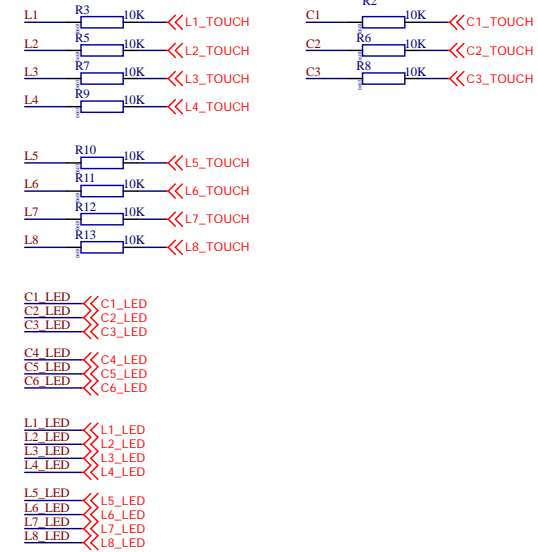 L1 R3 10K L1_TOUCH
L2 R5 10K L2_TOUCH
L3 R7 10K L3_TOUCH
L4 R9 10K L4_TOUCH
C1 R2 10K C1_TOUCH
C2 R6 10K C2_TOUCH
C3 R8 10K C3_TOUCH
L5 R10 10K L5_TOUCH
L6 R11 10K L6_TOUCH
L7 R12 10K L7_TOUCH
L8 R13 10K L8_TOUCH
C1_LED C1_LED
C2_LED C2_LED
C3_LED C3_LED
C4_LED C4_LED
C5_LED C5_LED
C6_LED C6_LED
L1_LED L1_LED
L2_LED L2_LED
L3_LED L3_LED
L4_LED L4_LED
L5_LED L5_LED
L6_LED L6_LED
L7_LED L7_LED
L8_LED L8_LED